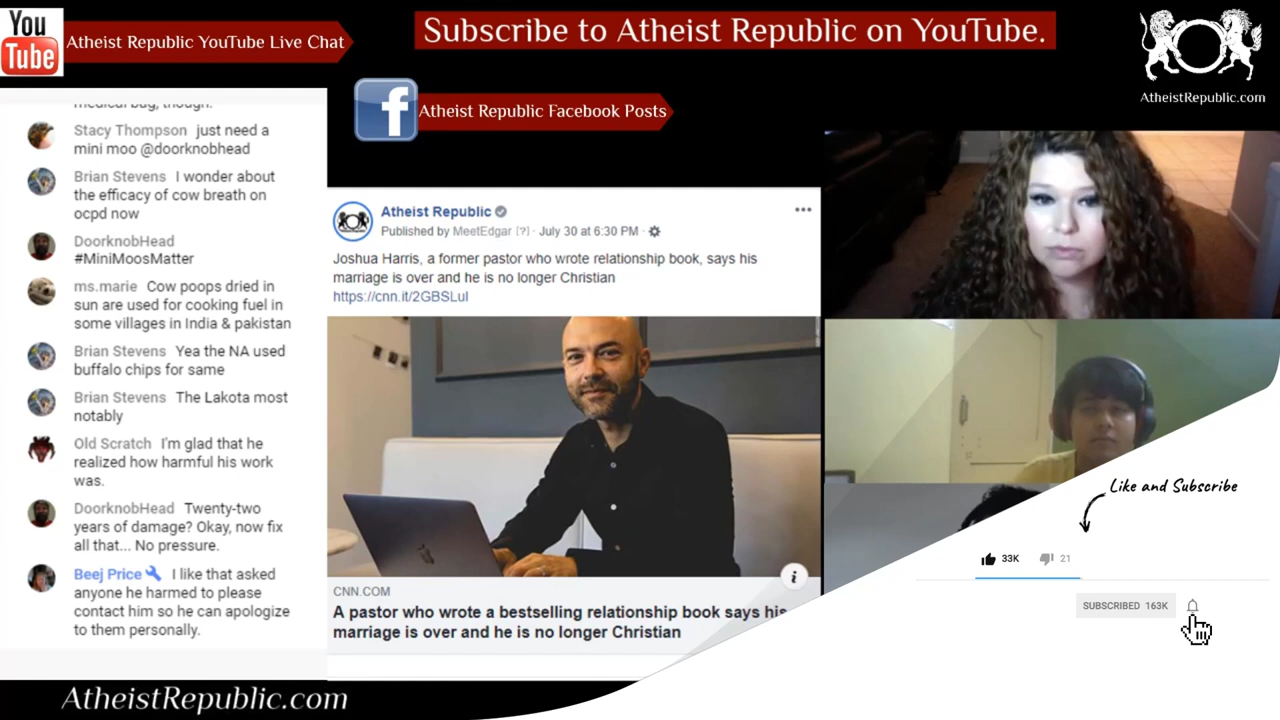 You
Tube
Atheist Republic YouTube Live Chat
Subscribe to Atheist Republic on YouTube.
AtheistRepublic.com
f
Atheist Republic Facebook Posts
medical bag, though.
Stacy Thompson just need a
mini moo @doorknobhead
Brian Stevens I wonder about
the efficacy of cow breath on
ocpd now
DoorknobHead
#MiniMoosMatter
ms.marie Cow poops dried in
sun are used for cooking fuel in
some villages in India & pakistan
Brian Stevens Yea the NA used
buffalo chips for same
Brian Stevens The Lakota most
notably
Old Scratch I'm glad that he
realized how harmful his work
was.
DoorknobHead Twenty-two
years of damage? Okay, now fix
all that... No pressure.
Beej Price I like that asked
anyone he harmed to please
contact him so he can apologize
to them personally.
Atheist Republic
Published by MeetEdgar [?] · July 30 at 6:30 PM ·
Joshua Harris, a former pastor who wrote relationship book, says his
marriage is over and he is no longer Christian
https://cnn.it/2GBSLuI
CNN.COM
A pastor who wrote a bestselling relationship book says his
marriage is over and he is no longer Christian
Like and Subscribe
33K
21
SUBSCRIBED 163K
AtheistRepublic.com